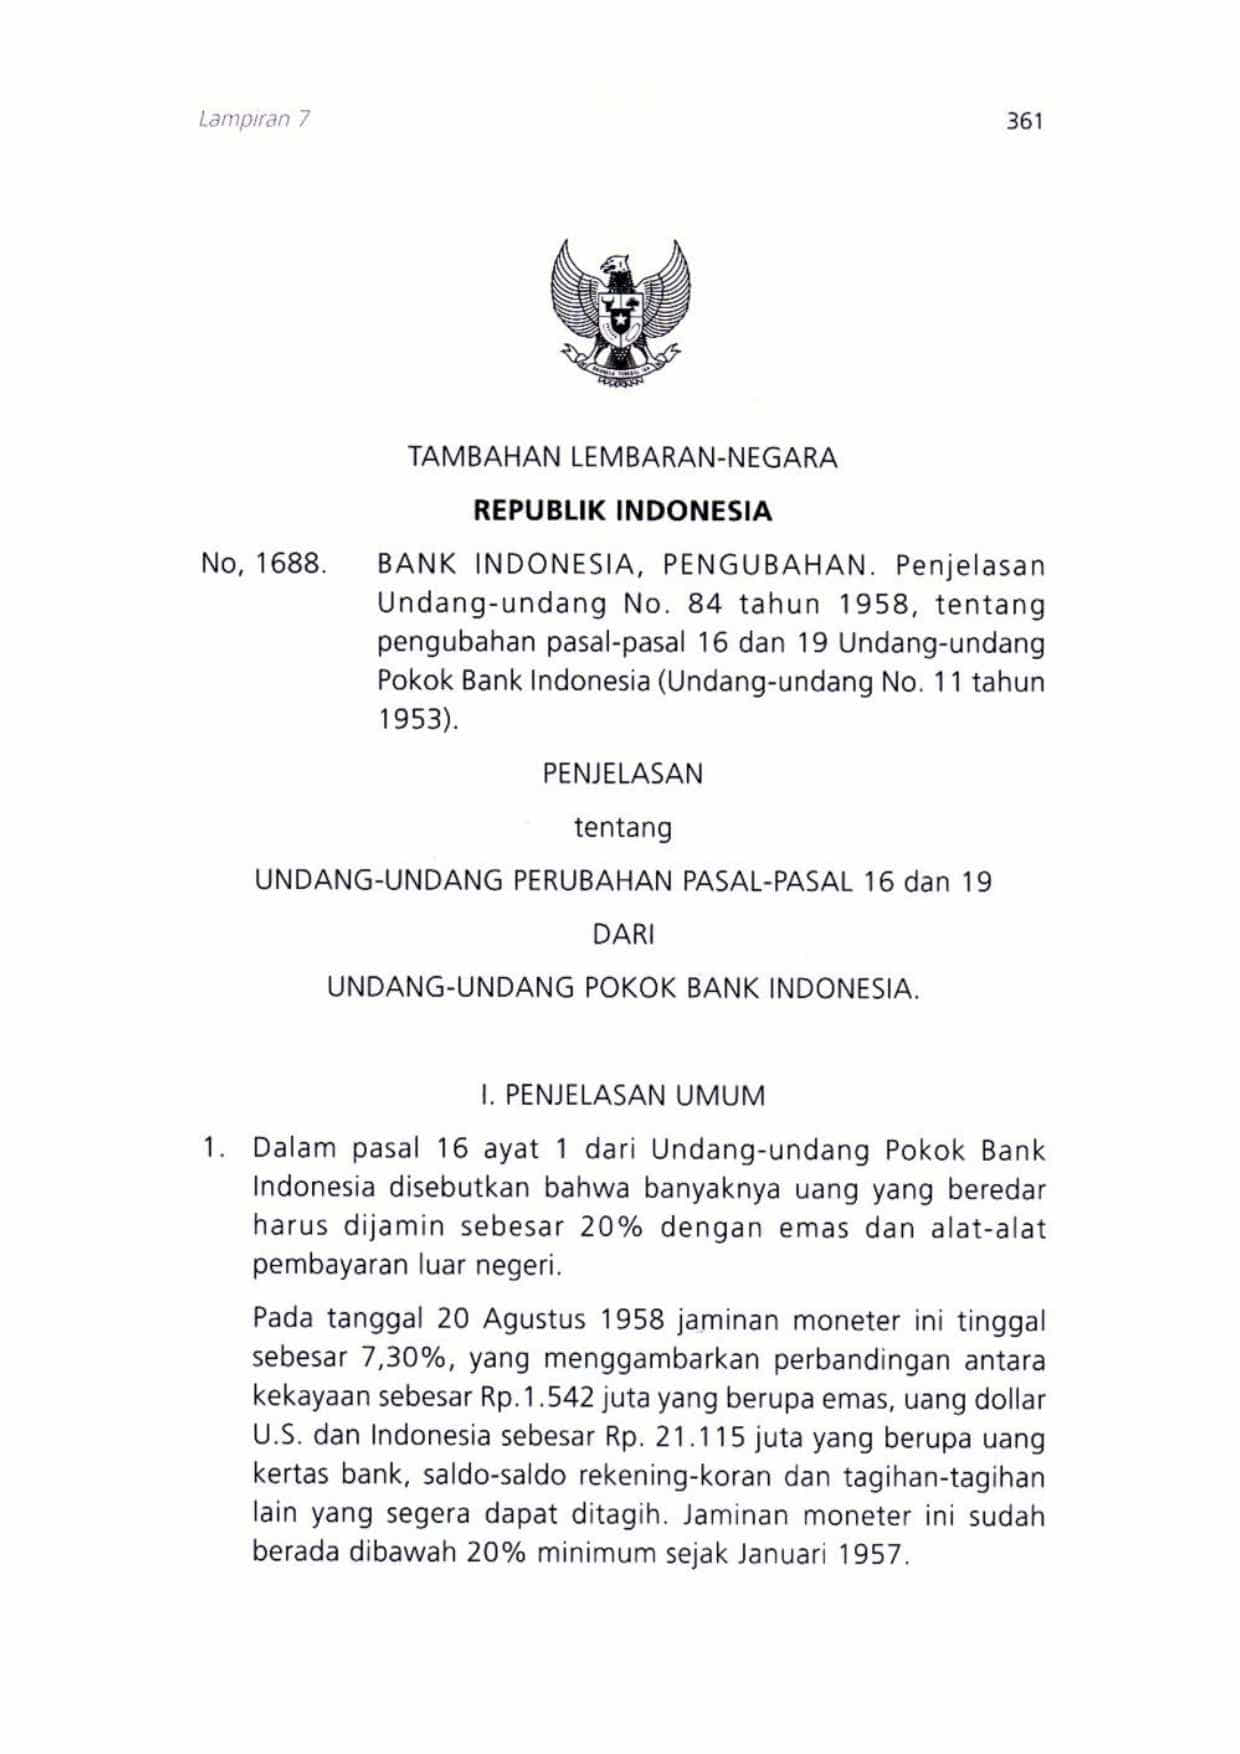 Lampiran 7
361
TAMBAHAN LEMBARAN-NEGARA
REPUBLIK INDONESIA
No, 1688.
BANK INDONESIA, PENGUBAHAN. Penjelasan
Undang-undang No. 84 tahun 1958, tentang
pengubahan pasal-pasal 16 dan 19 Undang-undang
Pokok Bank Indonesia (Undang-undang No. 11 tahun
1953).
PENJELASAN
tentang
UNDANG-UNDANG PERUBAHAN PASAL-PASAL 16 dan 19
DARI
UNDANG-UNDANG POKOK BANK INDONESIA.
I. PENJELASAN UMUM
1. Dalam pasal 16 ayat 1 dari Undang-undang Pokok Bank
Indonesia disebutkan bahwa banyaknya uang yang beredar
harus dijamin sebesar 20% dengan emas dan alat-alat
pembayaran luar negeri.
Pada tanggal 20 Agustus 1958 jaminan moneter ini tinggal
sebesar 7,30%, yang menggambarkan perbandingan antara
kekayaan sebesar Rp.1.542 juta yang berupa emas, uang dollar
U.S. dan Indonesia sebesar Rp. 21.115 juta yang berupa uang
kertas bank, saldo-saldo rekening-koran dan tagihan-tagihan
lain yang segera dapat ditagih. Jaminan moneter ini sudah
berada dibawah 20% minimum sejak Januari 1957.